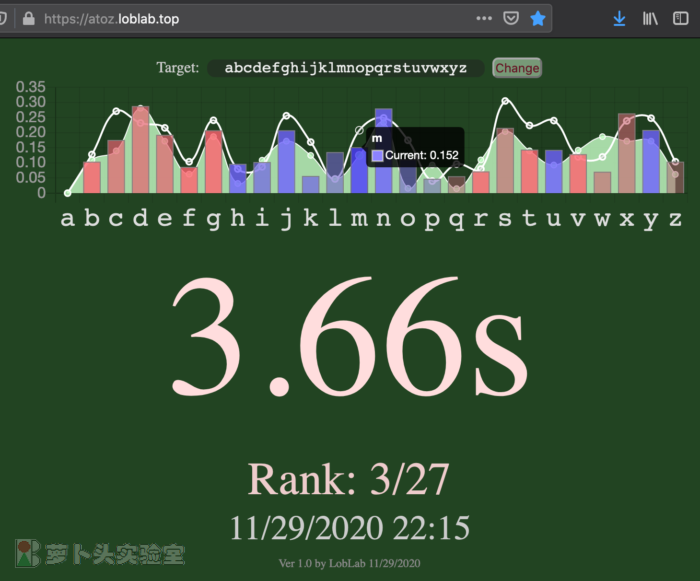 https://atoz.loblab.top
Target: abcdefghijklmnopqrstuvwxyz Change
0.35
0.30
0.25
0.20
0.15
0.10
0.05
0
m
Current: 0.152
a b c d e f g h i j k l m n o p q r s t u v w x y z
3.66s
Rank: 3/27
11/29/2020 22:15
Ver 1.0 by LobLab 11/29/2020
萝卜头实验室